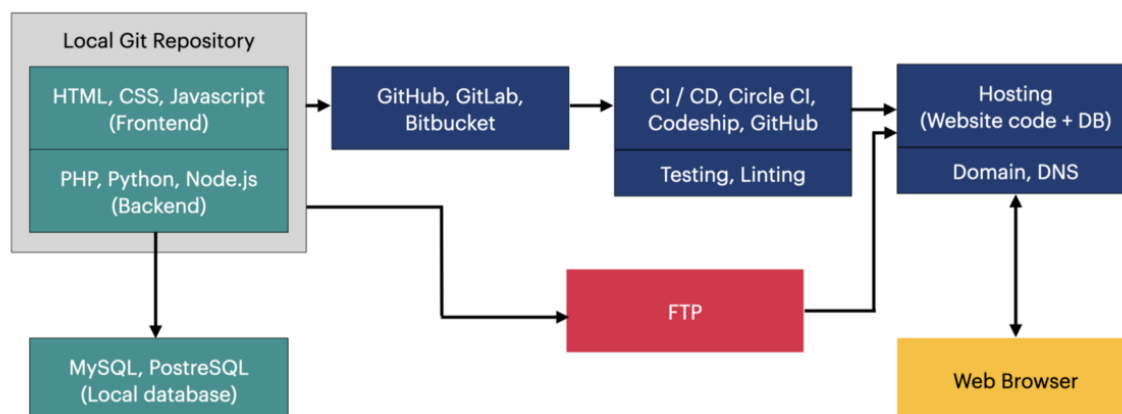 Local Git Repository
HTML, CSS, Javascript
(Frontend)
PHP, Python, Node.js
(Backend)
MySQL, PostreSQL
(Local database)
GitHub, GitLab,
Bitbucket
CI / CD, Circle CI,
Codeship, GitHub
Testing, Linting
FTP
Hosting
(Website code + DB)
Domain, DNS
Web Browser